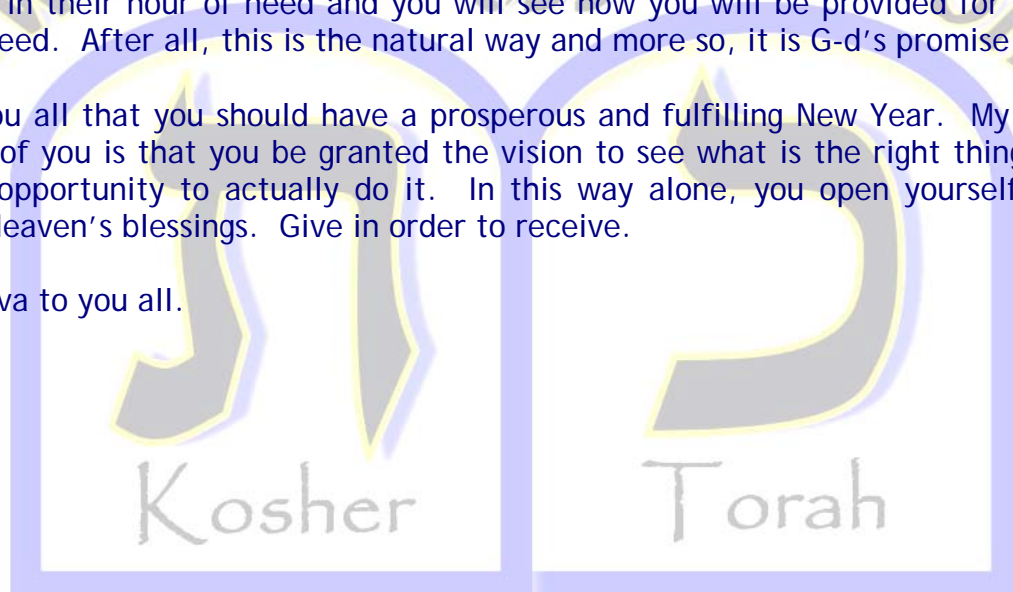 in their hour of need and you will see how you will be provided for
eed. After all, this is the natural way and more so, it is G-d's promise
ou all that you should have a prosperous and fulfilling New Year. My
of you is that you be granted the vision to see what is the right thing
opportunity to actually do it. In this way alone, you open yourself
eaven's blessings. Give in order to receive.
va to you all.
ת כ
Kosher Torah